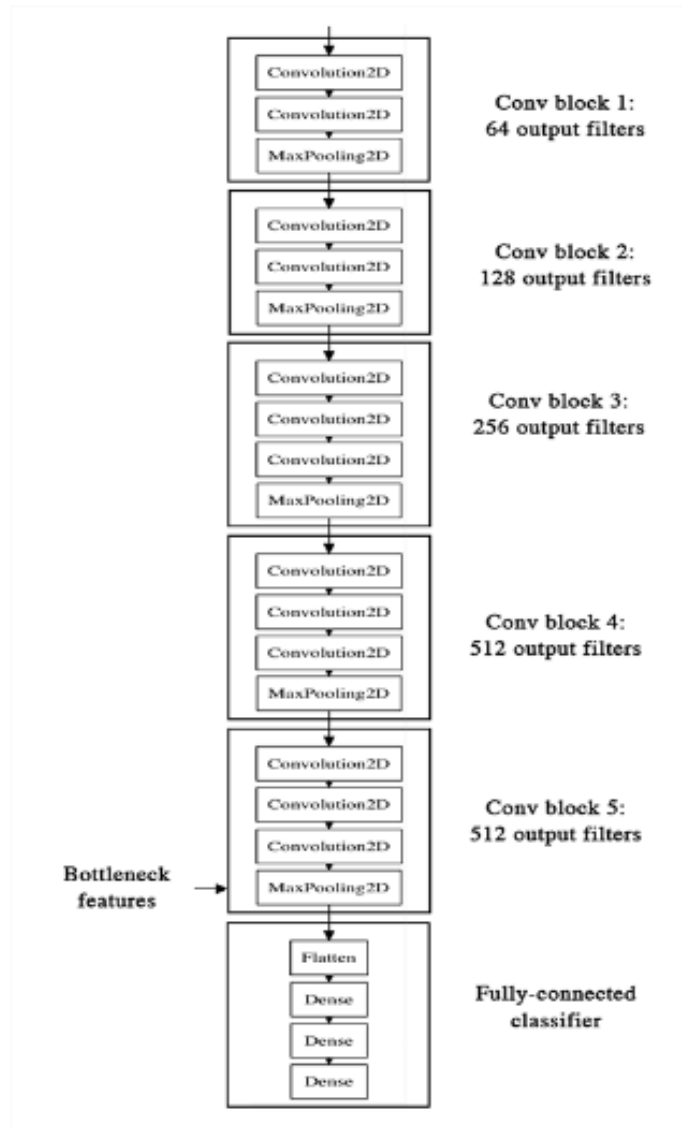 Convolution2D
Convolution2D
MaxPooling2D
Conv block 1:
64 output filters
Convolution2D
Convolution2D
MaxPooling2D
Conv block 2:
128 output filters
Convolution2D
Convolution2D
Convolution2D
MaxPooling2D
Conv block 3:
256 output filters
Convolution2D
Convolution2D
Convolution2D
MaxPooling2D
Conv block 4:
512 output filters
Convolution2D
Convolution2D
Convolution2D
MaxPooling2D
Conv block 5:
512 output filters
Bottleneck
features
Flatten
Dense
Dense
Dense
Fully-connected
classifier